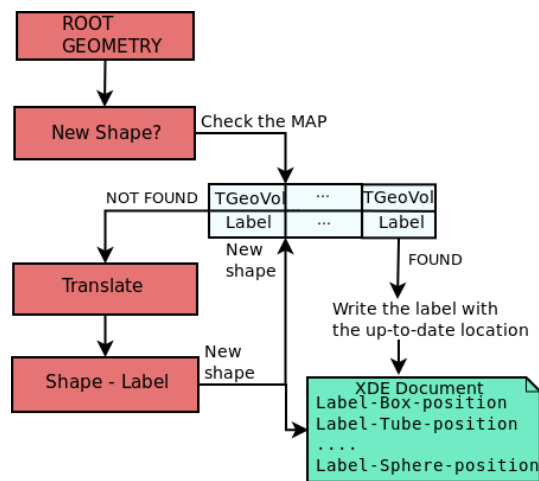 ROOT
GEOMETRY
New Shape?
Check the MAP
NOT FOUND
TGeoVol
...
TGeoVol
Label
...
Label
New
shape
FOUND
Translate
Write the label with
the up-to-date location
Shape - Label
New
shape
XDE Document
Label-Box-position
Label-Tube-position
....
Label-Sphere-position